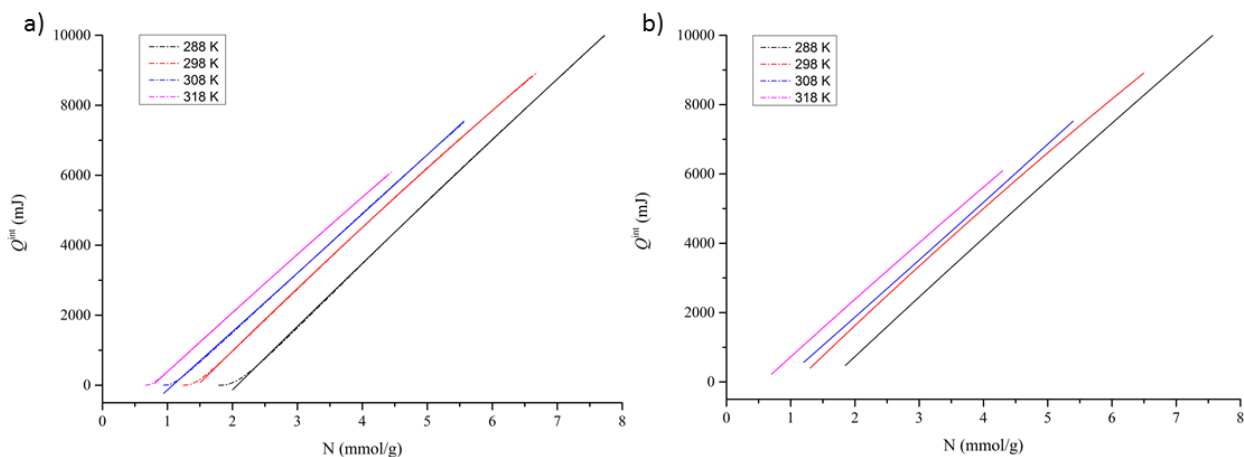 a)
288 K
298 K
308 K
318 K
10000
8000
6000
4000
2000
0
Q^int (mJ)
0 1 2 3 4 5 6 7 8
N (mmol/g)
b)
288 K
298 K
308 K
318 K
10000
8000
6000
4000
2000
0
Q^int (mJ)
0 1 2 3 4 5 6 7 8
N (mmol/g)